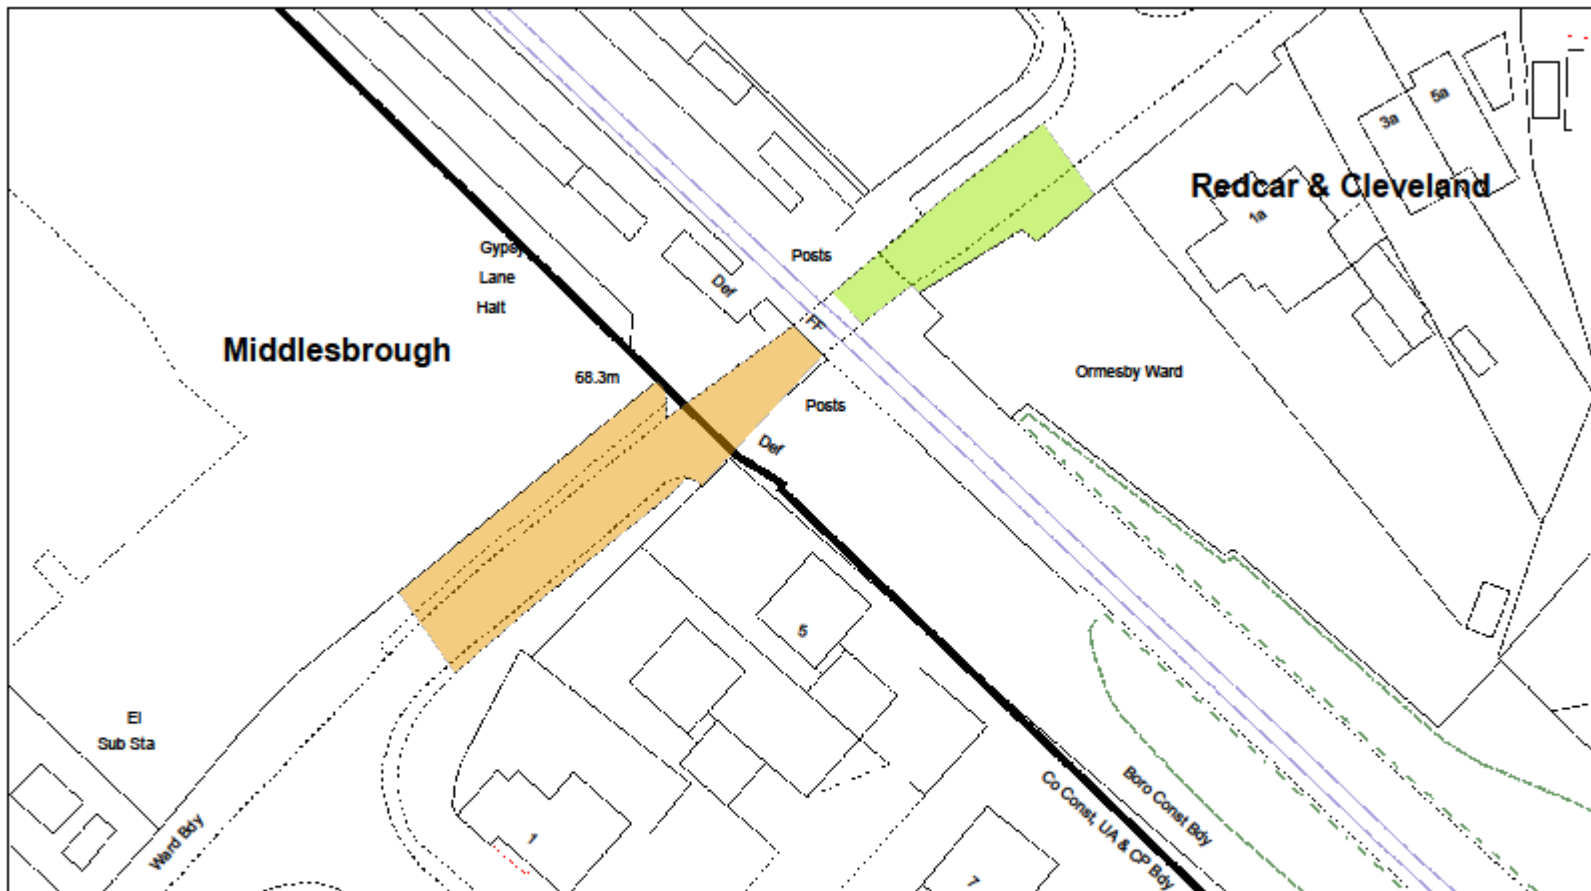 5a
3a
Redcar & Cleveland
1a
Gypsy
Lane
Halt
Posts
Def
FF
Middlesbrough
68.3m
Ormesby Ward
Posts
Def
5
El
Sub Sta
Ward Bdy
1
7
Boro Const Bdy
Co Const, UA & CP Bdy